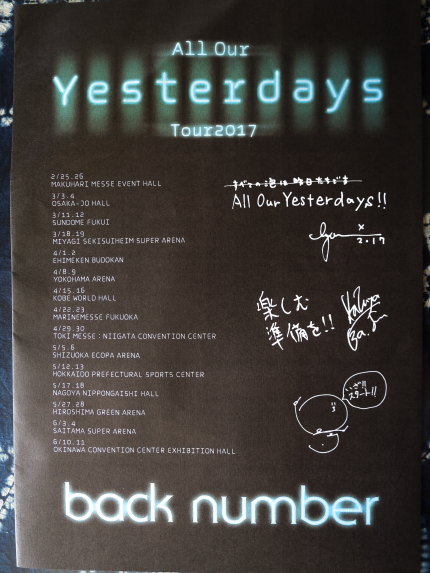 All Our
Yesterdays
Tour2017
2/25.26
MAKUHARI MESSE EVENT HALL
3/3.4
OSAKA-JO HALL
3/11.12
SUNDOME FUKUI
3/18.19
MIYAGI SEKISUIHEIM SUPER ARENA
4/1.2
EHIMEKEN BUDOKAN
4/8.9
YOKOHAMA ARENA
4/15.16
KOBE WORLD HALL
4/22.23
MARINEMESSE FUKUOKA
4/29.30
TOKI MESSE : NIIGATA CONVENTION CENTER
5/5.6
SHIZUOKA ECOPA ARENA
5/12.13
HOKKAIDO PREFECTURAL SPORTS CENTER
5/17.18
NAGOYA NIPPONGAISHI HALL
5/27.28
HIROSHIMA GREEN ARENA
6/3.4
SAITAMA SUPER ARENA
6/10.11
OKINAWA CONVENTION CENTER EXHIBITION HALL
All Our Yesterdays!!
2017
楽しむ
準備を!!
いざ!!
スタート!!
back number